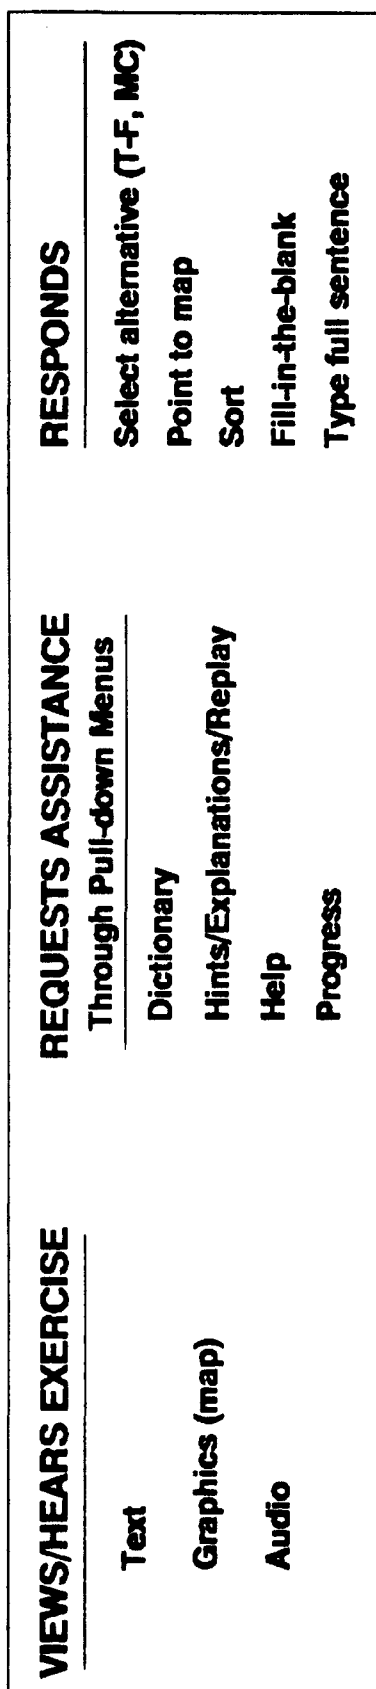 VIEWS/HEARS EXERCISE
Text
Graphics (map)
Audio
REQUESTS ASSISTANCE
Through Pull-down Menus
Dictionary
Hints/Explanations/Replay
Help
Progress
RESPONDS
Select alternative (T-F, MC)
Point to map
Sort
Fill-in-the-blank
Type full sentence